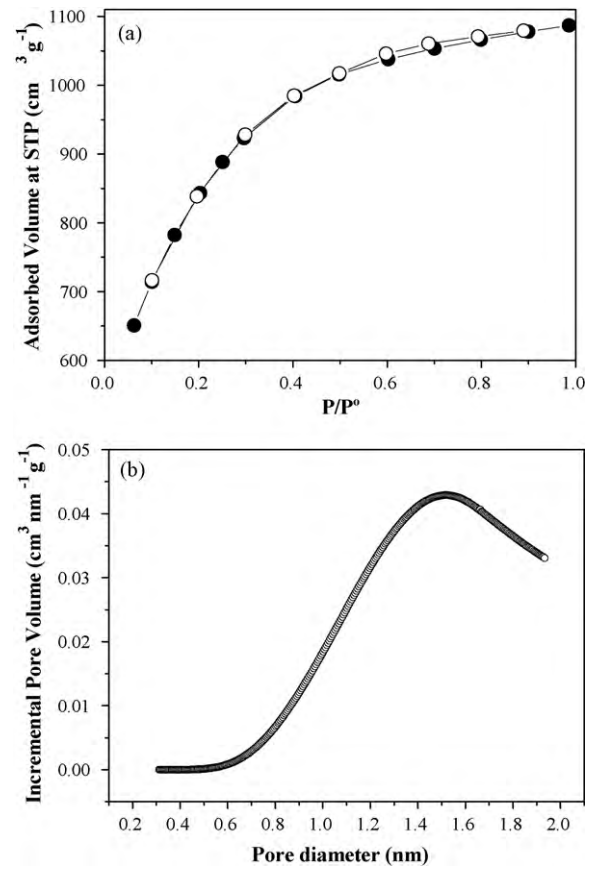 (a)
1100
1000
900
800
700
600
Adsorbed Volume at STP (cm ³ g⁻¹)
0.0 0.2 0.4 0.6 0.8 1.0
P/Pº
(b)
0.05
0.04
0.03
0.02
0.01
0.00
Incremental Pore Volume (cm³ nm⁻¹ g⁻¹)
0.2 0.4 0.6 0.8 1.0 1.2 1.4 1.6 1.8 2.0
Pore diameter (nm)